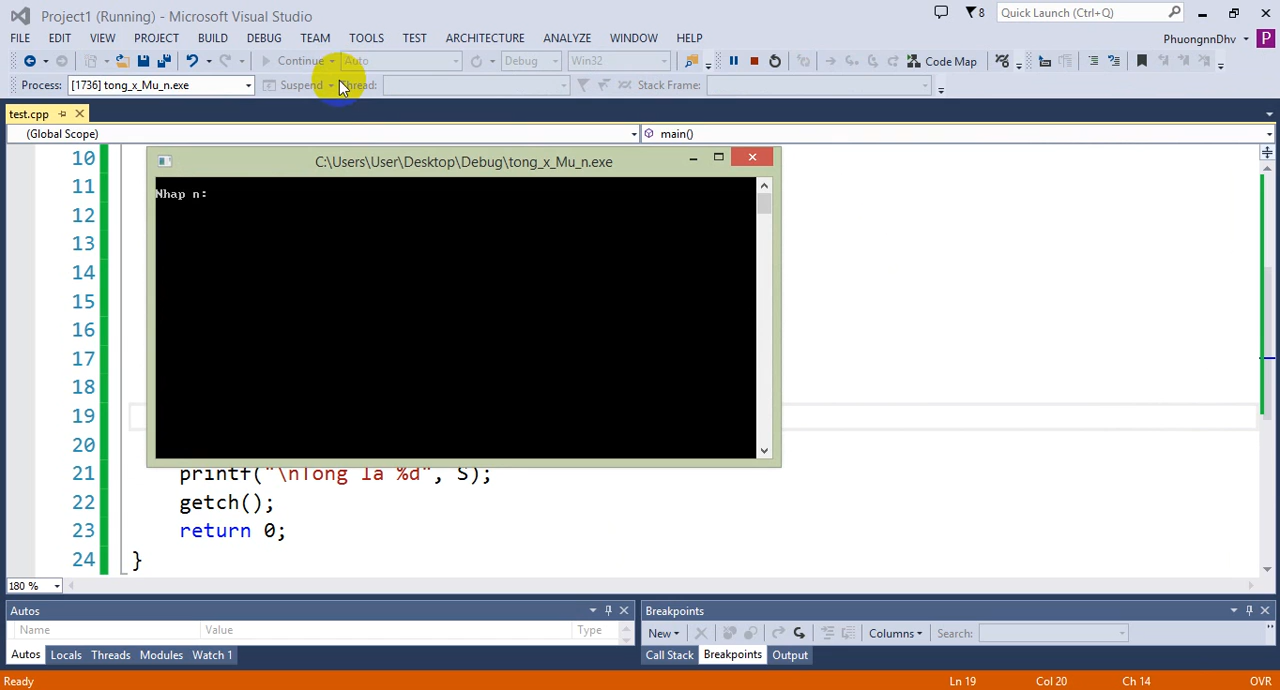 Project1 (Running) - Microsoft Visual Studio
8
Quick Launch (Ctrl+Q)
FILE EDIT VIEW PROJECT BUILD DEBUG TEAM TOOLS TEST ARCHITECTURE ANALYZE WINDOW HELP
PhuongnnDhv
P
Continue Auto Debug Win32 Code Map
Process: [1736] tong_x_Mu_n.exe Suspend Thread: Stack Frame:
test.cpp
(Global Scope) main()
C:\Users\User\Desktop\Debug\tong_x_Mu_n.exe
Nhap n:
10
11
12
13
14
15
16
17
18
19
20
21 printf("\nTong la %d", S);
22 getch();
23 return 0;
24 }
180 %
Autos
Name Value Type
Autos Locals Threads Modules Watch 1
Breakpoints
New Columns Search:
Call Stack Breakpoints Output
Ready Ln 19 Col 20 Ch 14 OVR